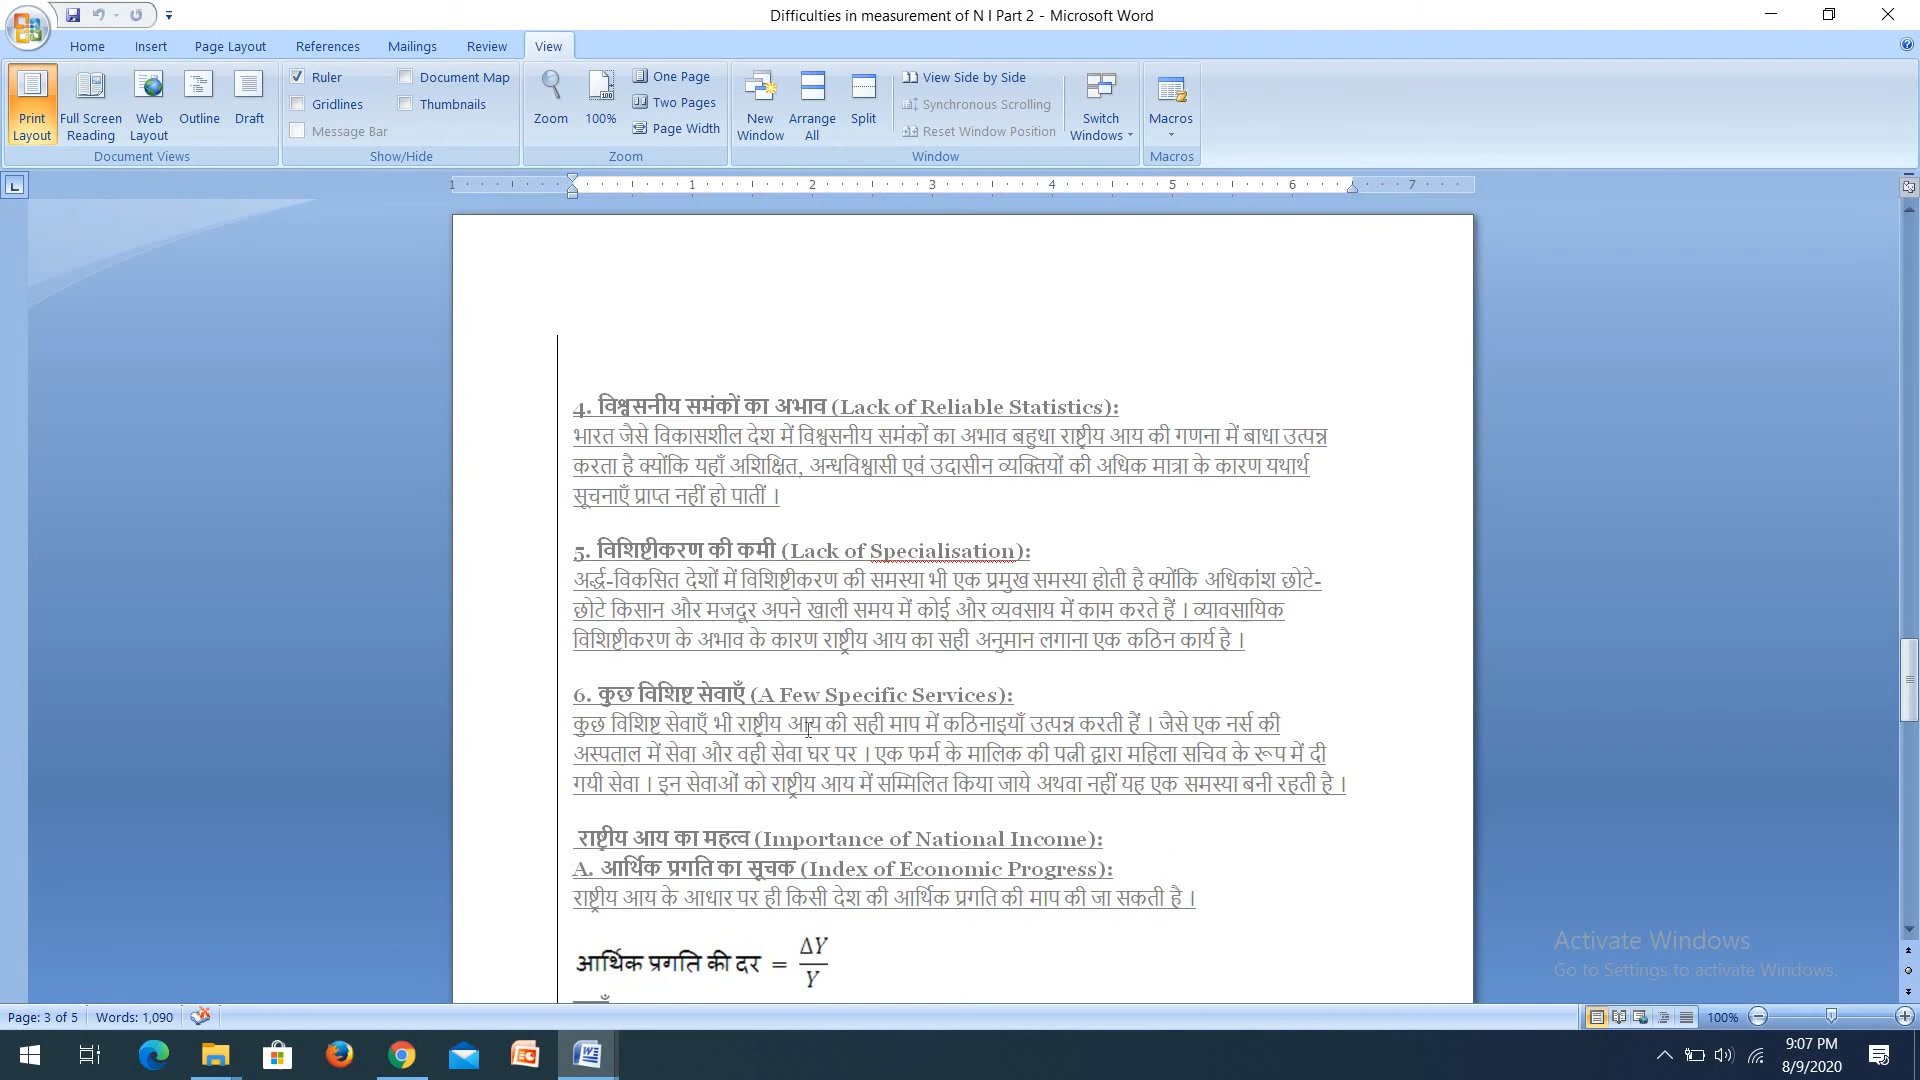 Difficulties in measurement of N I Part 2 - Microsoft Word
Home Insert Page Layout References Mailings Review View
Print Layout
Full Screen Reading
Web Layout
Outline
Draft
Document Views
Ruler
Gridlines
Message Bar
Document Map
Thumbnails
Show/Hide
Zoom
100%
One Page
Two Pages
Page Width
Zoom
New Window
Arrange All
Split
View Side by Side
Synchronous Scrolling
Reset Window Position
Switch Windows
Window
Macros
Macros
1 1 2 3 4 5 6 7
4. विश्वसनीय समंकों का अभाव (Lack of Reliable Statistics):
भारत जैसे विकासशील देश में विश्वसनीय समंकों का अभाव बहुधा राष्ट्रीय आय की गणना में बाधा उत्पन्न
करता है क्योंकि यहाँ अशिक्षित, अन्धविश्वासी एवं उदासीन व्यक्तियों की अधिक मात्रा के कारण यथार्थ
सूचनाएँ प्राप्त नहीं हो पातीं ।
5. विशिष्टीकरण की कमी (Lack of Specialisation):
अर्द्ध-विकसित देशों में विशिष्टीकरण की समस्या भी एक प्रमुख समस्या होती है क्योंकि अधिकांश छोटे-
छोटे किसान और मजदूर अपने खाली समय में कोई और व्यवसाय में काम करते हैं । व्यावसायिक
विशिष्टीकरण के अभाव के कारण राष्ट्रीय आय का सही अनुमान लगाना एक कठिन कार्य है ।
6. कुछ विशिष्ट सेवाएँ (A Few Specific Services):
कुछ विशिष्ट सेवाएँ भी राष्ट्रीय आय की सही माप में कठिनाइयाँ उत्पन्न करती हैं । जैसे एक नर्स की
अस्पताल में सेवा और वही सेवा घर पर । एक फर्म के मालिक की पत्नी द्वारा महिला सचिव के रूप में दी
गयी सेवा । इन सेवाओं को राष्ट्रीय आय में सम्मिलित किया जाये अथवा नहीं यह एक समस्या बनी रहती है ।
राष्ट्रीय आय का महत्व (Importance of National Income):
A. आर्थिक प्रगति का सूचक (Index of Economic Progress):
राष्ट्रीय आय के आधार पर ही किसी देश की आर्थिक प्रगति की माप की जा सकती है ।
आर्थिक प्रगति की दर = ΔY/Y
Activate Windows
Go to Settings to activate Windows.
Page: 3 of 5 Words: 1,090 100%
9:07 PM
8/9/2020